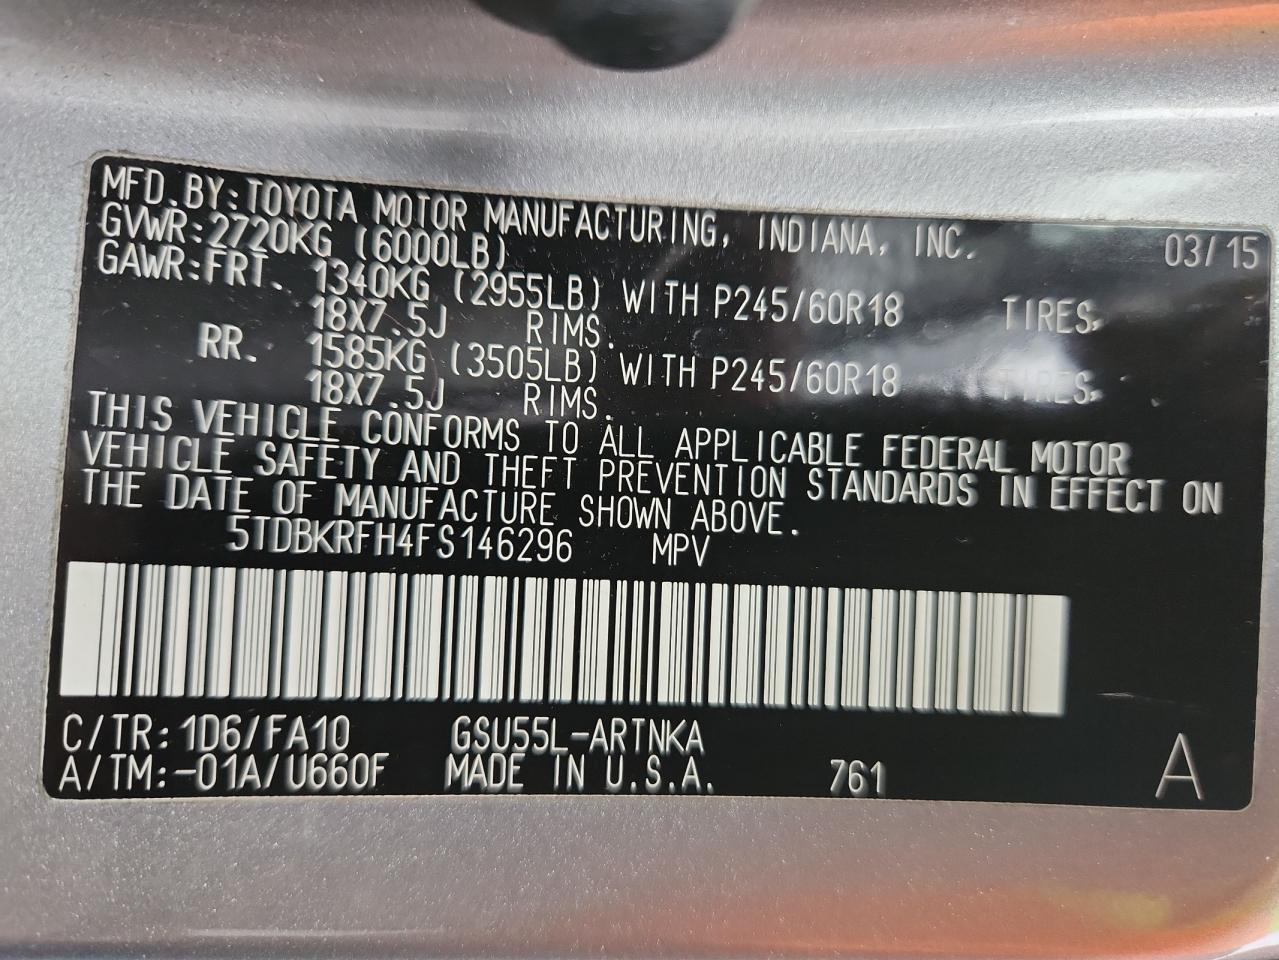 MFD.BY:TOYOTA MOTOR MANUFACTURING, INDIANA, INC. 03/15
GVWR:2720KG (6000LB)
GAWR:FRT. 1340KG (2955LB) WITH P245/60R18 TIRES,
18X7.5J RIMS.
RR. 1585KG (3505LB) WITH P245/60R18 TIRES,
18X7.5J RIMS.
THIS VEHICLE CONFORMS TO ALL APPLICABLE FEDERAL MOTOR
VEHICLE SAFETY AND THEFT PREVENTION STANDARDS IN EFFECT ON
THE DATE OF MANUFACTURE SHOWN ABOVE.
5TDBKRFH4FS146296 MPV
C/TR:1D6/FA10 GSU55L-ARTNKA
A/TM:-01A/U660F MADE IN U.S.A. 761 A